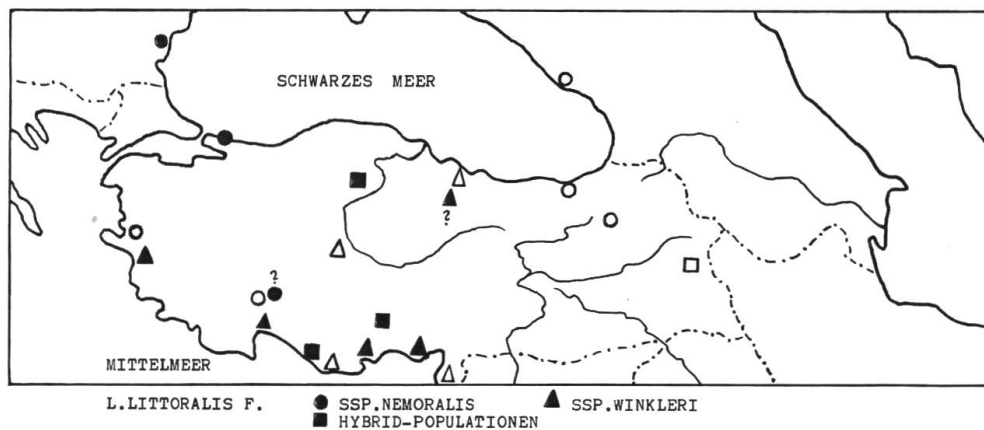 SCHWARZES MEER
?
?
MITTELMEER
L.LITTORALIS F. SSP.NEMORALIS SSP.WINKLERI
HYBRID-POPULATIONEN